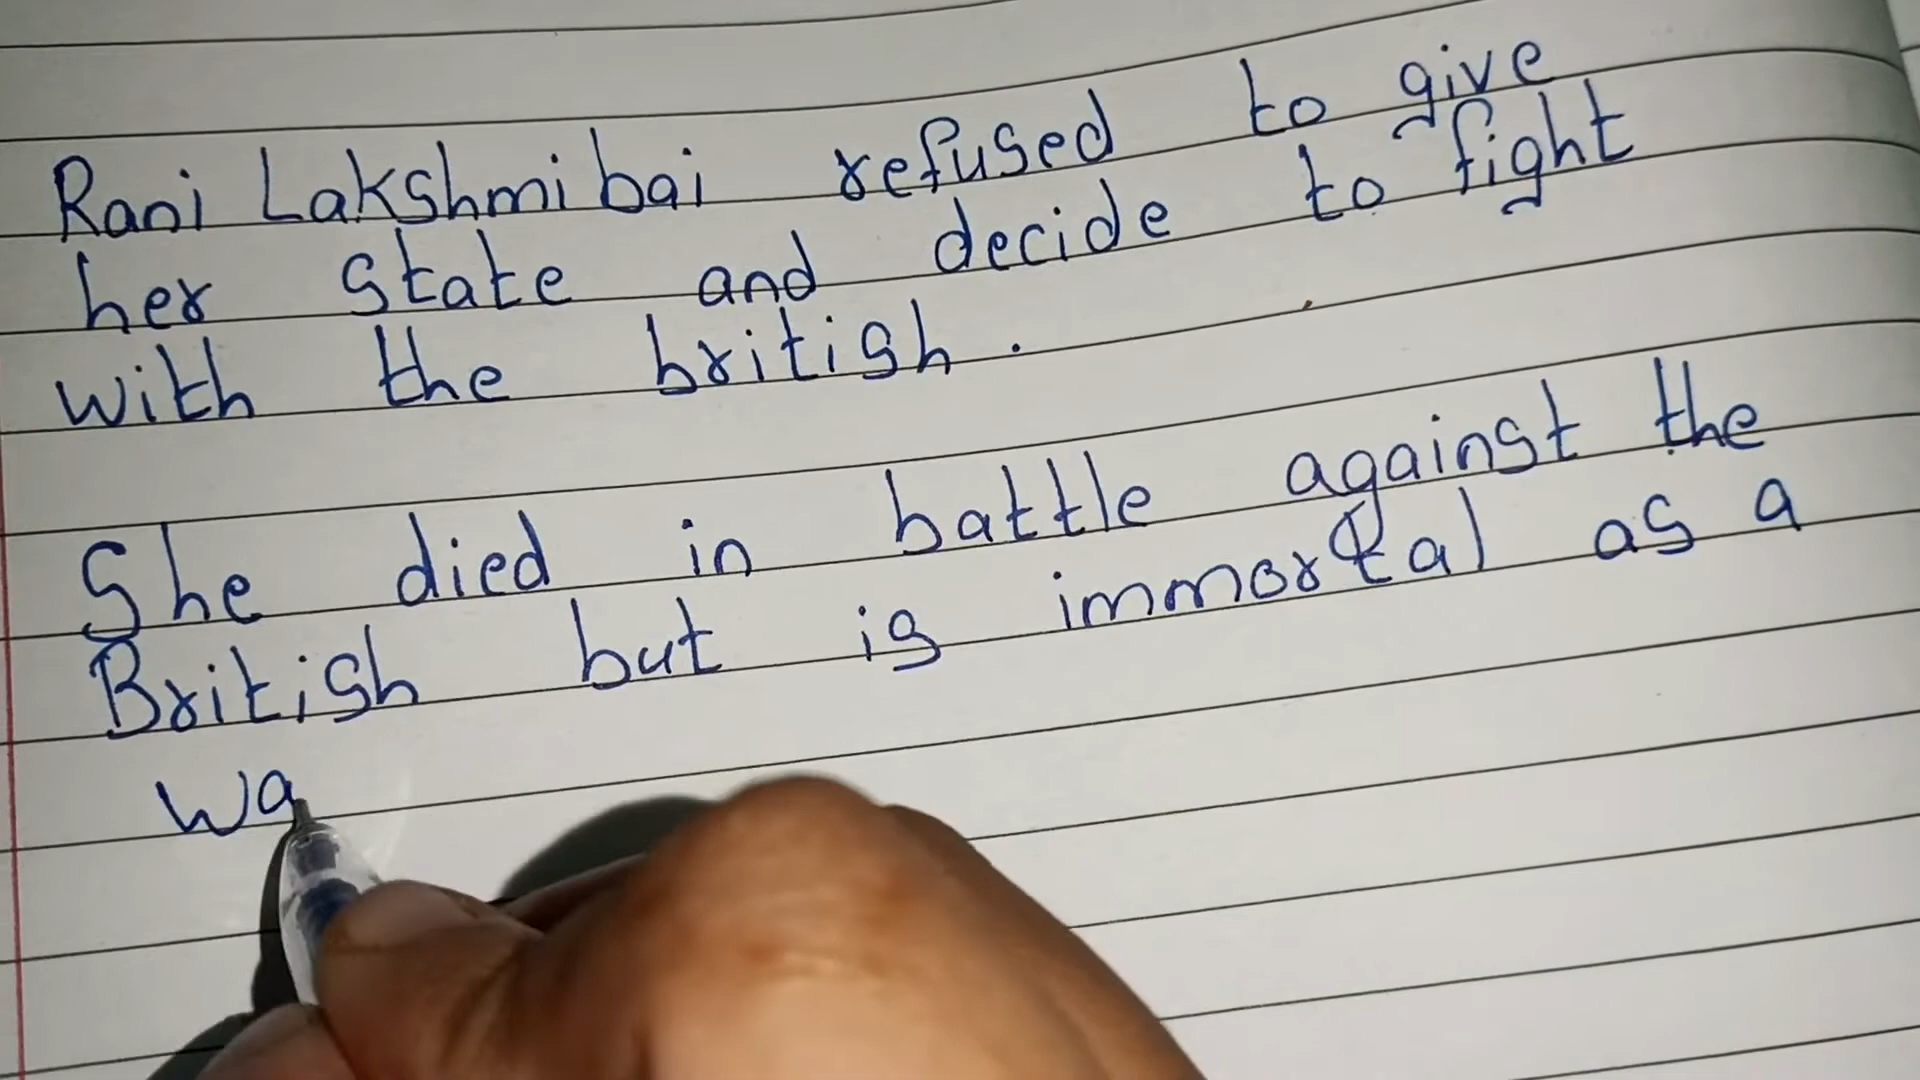 Rani Lakshmibai refused to give
her state and decide to fight
with the british.
She died in battle against the
British but is immortal as a
wa